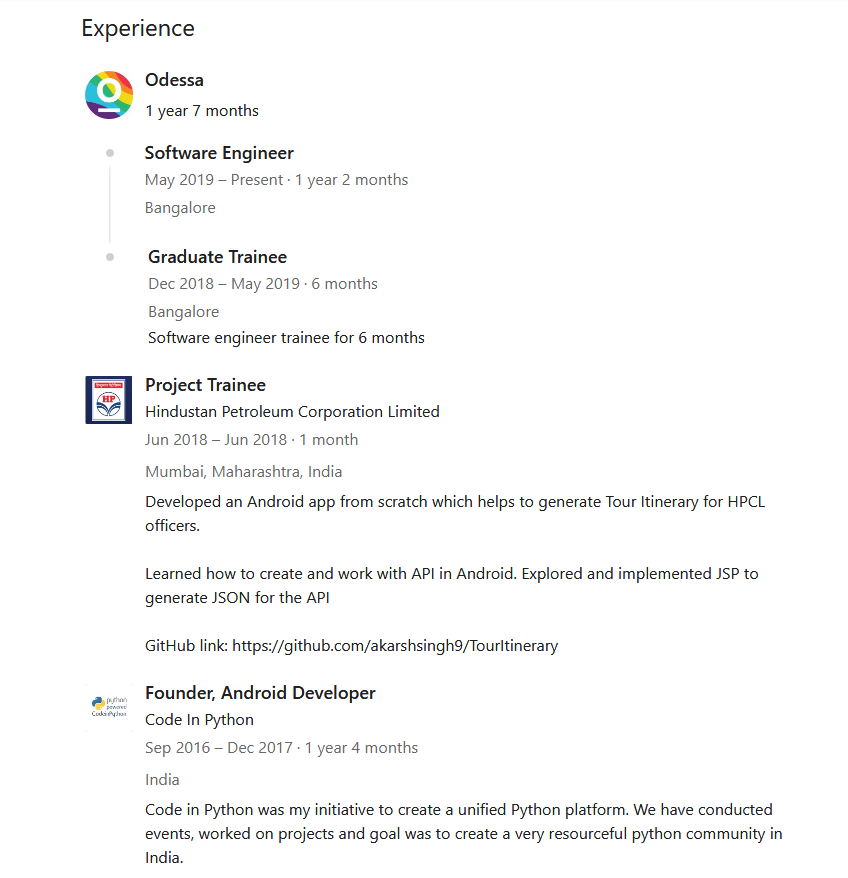 Experience
Odessa
1 year 7 months
Software Engineer
May 2019 – Present · 1 year 2 months
Bangalore
Graduate Trainee
Dec 2018 – May 2019 · 6 months
Bangalore
Software engineer trainee for 6 months
HP
Project Trainee
Hindustan Petroleum Corporation Limited
Jun 2018 – Jun 2018 · 1 month
Mumbai, Maharashtra, India
Developed an Android app from scratch which helps to generate Tour Itinerary for HPCL
officers.
Learned how to create and work with API in Android. Explored and implemented JSP to
generate JSON for the API
GitHub link: https://github.com/akarshsingh9/TourItinerary
python
powered
CodeinPython
Founder, Android Developer
Code In Python
Sep 2016 – Dec 2017 · 1 year 4 months
India
Code in Python was my initiative to create a unified Python platform. We have conducted
events, worked on projects and goal was to create a very resourceful python community in
India.